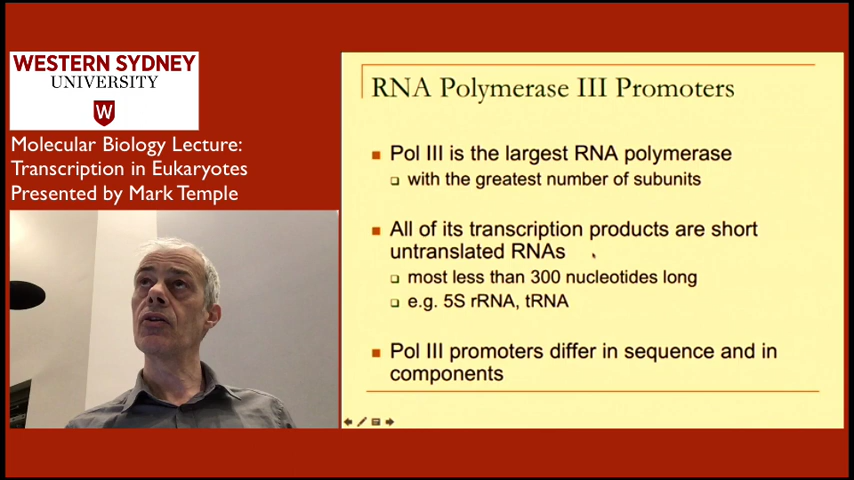 WESTERN SYDNEY
UNIVERSITY
W
Molecular Biology Lecture:
Transcription in Eukaryotes
Presented by Mark Temple
RNA Polymerase III Promoters
Pol III is the largest RNA polymerase
with the greatest number of subunits
All of its transcription products are short
untranslated RNAs
most less than 300 nucleotides long
e.g. 5S rRNA, tRNA
Pol III promoters differ in sequence and in
components